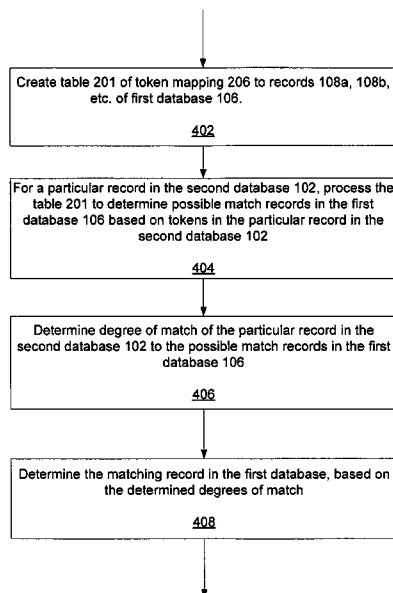 Create table 201 of token mapping 206 to records 108a, 108b,
etc. of first database 106.
402
For a particular record in the second database 102, process the
table 201 to determine possible match records in the first
database 106 based on tokens in the particular record in the
second database 102
404
Determine degree of match of the particular record in the
second database 102 to the possible match records in the first
database 106
406
Determine the matching record in the first database, based on
the determined degrees of match
408